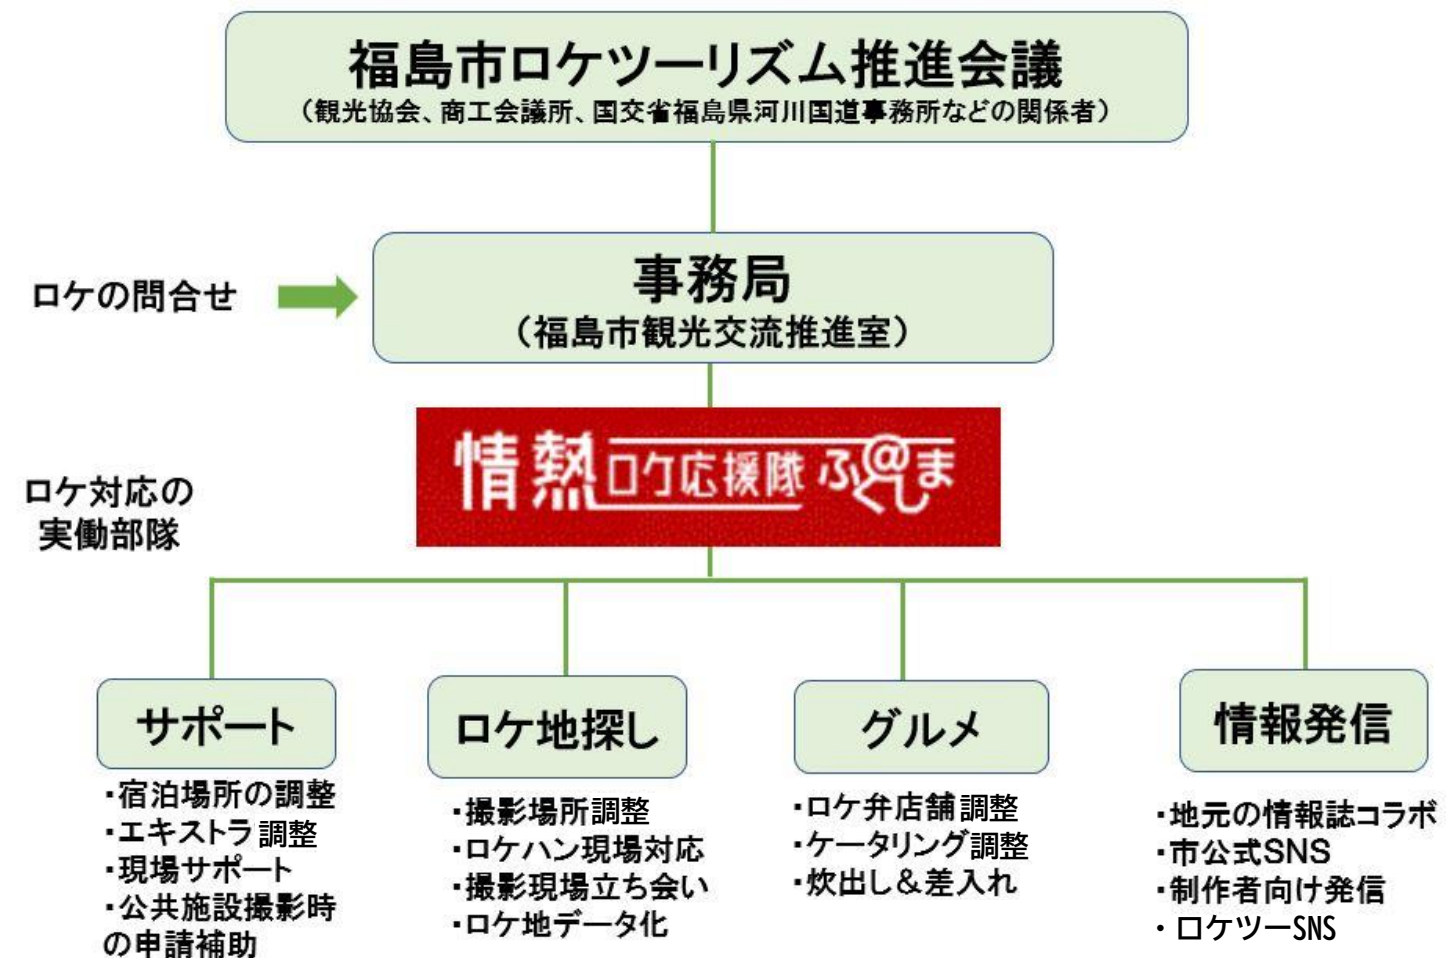 福島市ロケツーリズム推進会議
（観光協会、商工会議所、国交省福島県河川国道事務所などの関係者）
ロケの問合せ
事務局
（福島市観光交流推進室）
情熱ロケ応援隊ふくしま@
ロケ対応の
実働部隊
サポート
・宿泊場所の調整
・エキストラ調整
・現場サポート
・公共施設撮影時
の申請補助
ロケ地探し
・撮影場所調整
・ロケハン現場対応
・撮影現場立ち会い
・ロケ地データ化
グルメ
・ロケ弁店舗調整
・ケータリング調整
・炊出し＆差入れ
情報発信
・地元の情報誌コラボ
・市公式SNS
・制作者向け発信
・ロケツーSNS